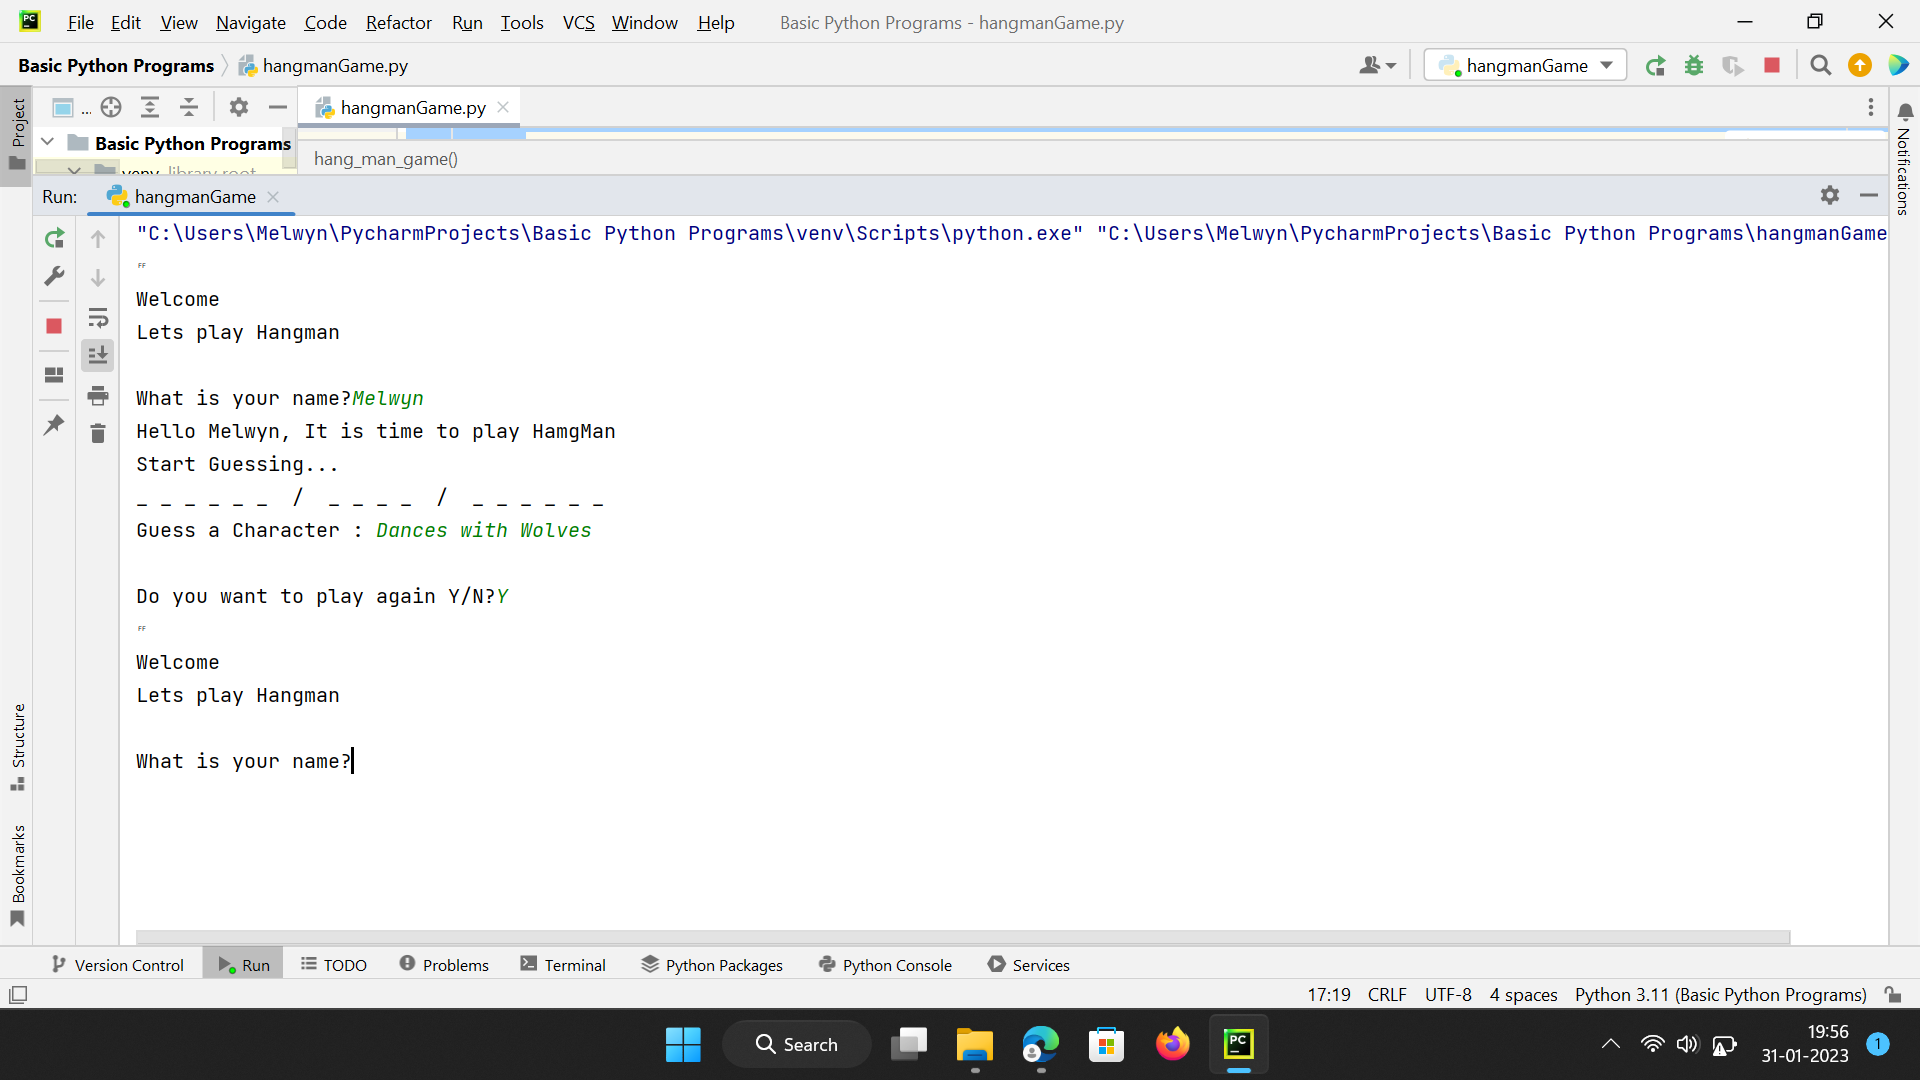 PC File Edit View Navigate Code Refactor Run Tools VCS Window Help Basic Python Programs - hangmanGame.py
Basic Python Programs hangmanGame.py hangmanGame
Project ... hangmanGame.py
Basic Python Programs
venv library root
hang_man_game()
Notifications
Run: hangmanGame
"C:\Users\Melwyn\PycharmProjects\Basic Python Programs\venv\Scripts\python.exe" "C:\Users\Melwyn\PycharmProjects\Basic Python Programs\hangmanGame
FF
Welcome
Lets play Hangman
What is your name?Melwyn
Hello Melwyn, It is time to play HamgMan
Start Guessing...
_ _ _ _ _ _  /  _ _ _ _  /  _ _ _ _ _ _
Guess a Character : Dances with Wolves
Do you want to play again Y/N?Y
FF
Welcome
Lets play Hangman
What is your name?
Structure
Bookmarks
Version Control Run TODO Problems Terminal Python Packages Python Console Services
17:19 CRLF UTF-8 4 spaces Python 3.11 (Basic Python Programs)
Search PC 19:56
31-01-2023 1